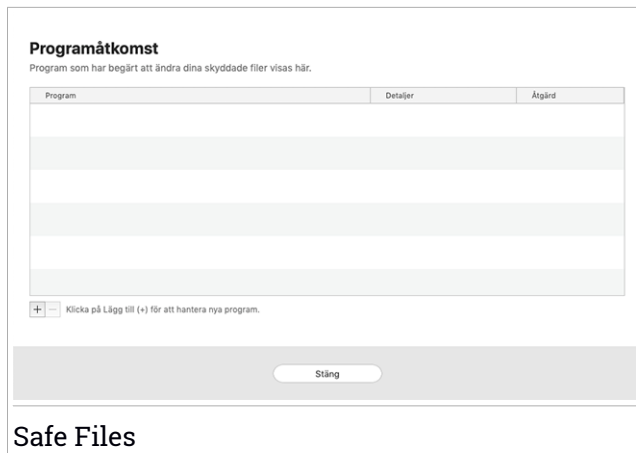 Programåtkomst
Program som har begärt att ändra dina skyddade filer visas här.
Program Detaljer Åtgärd
+ − Klicka på Lägg till (+) för att hantera nya program.
Stäng
Safe Files